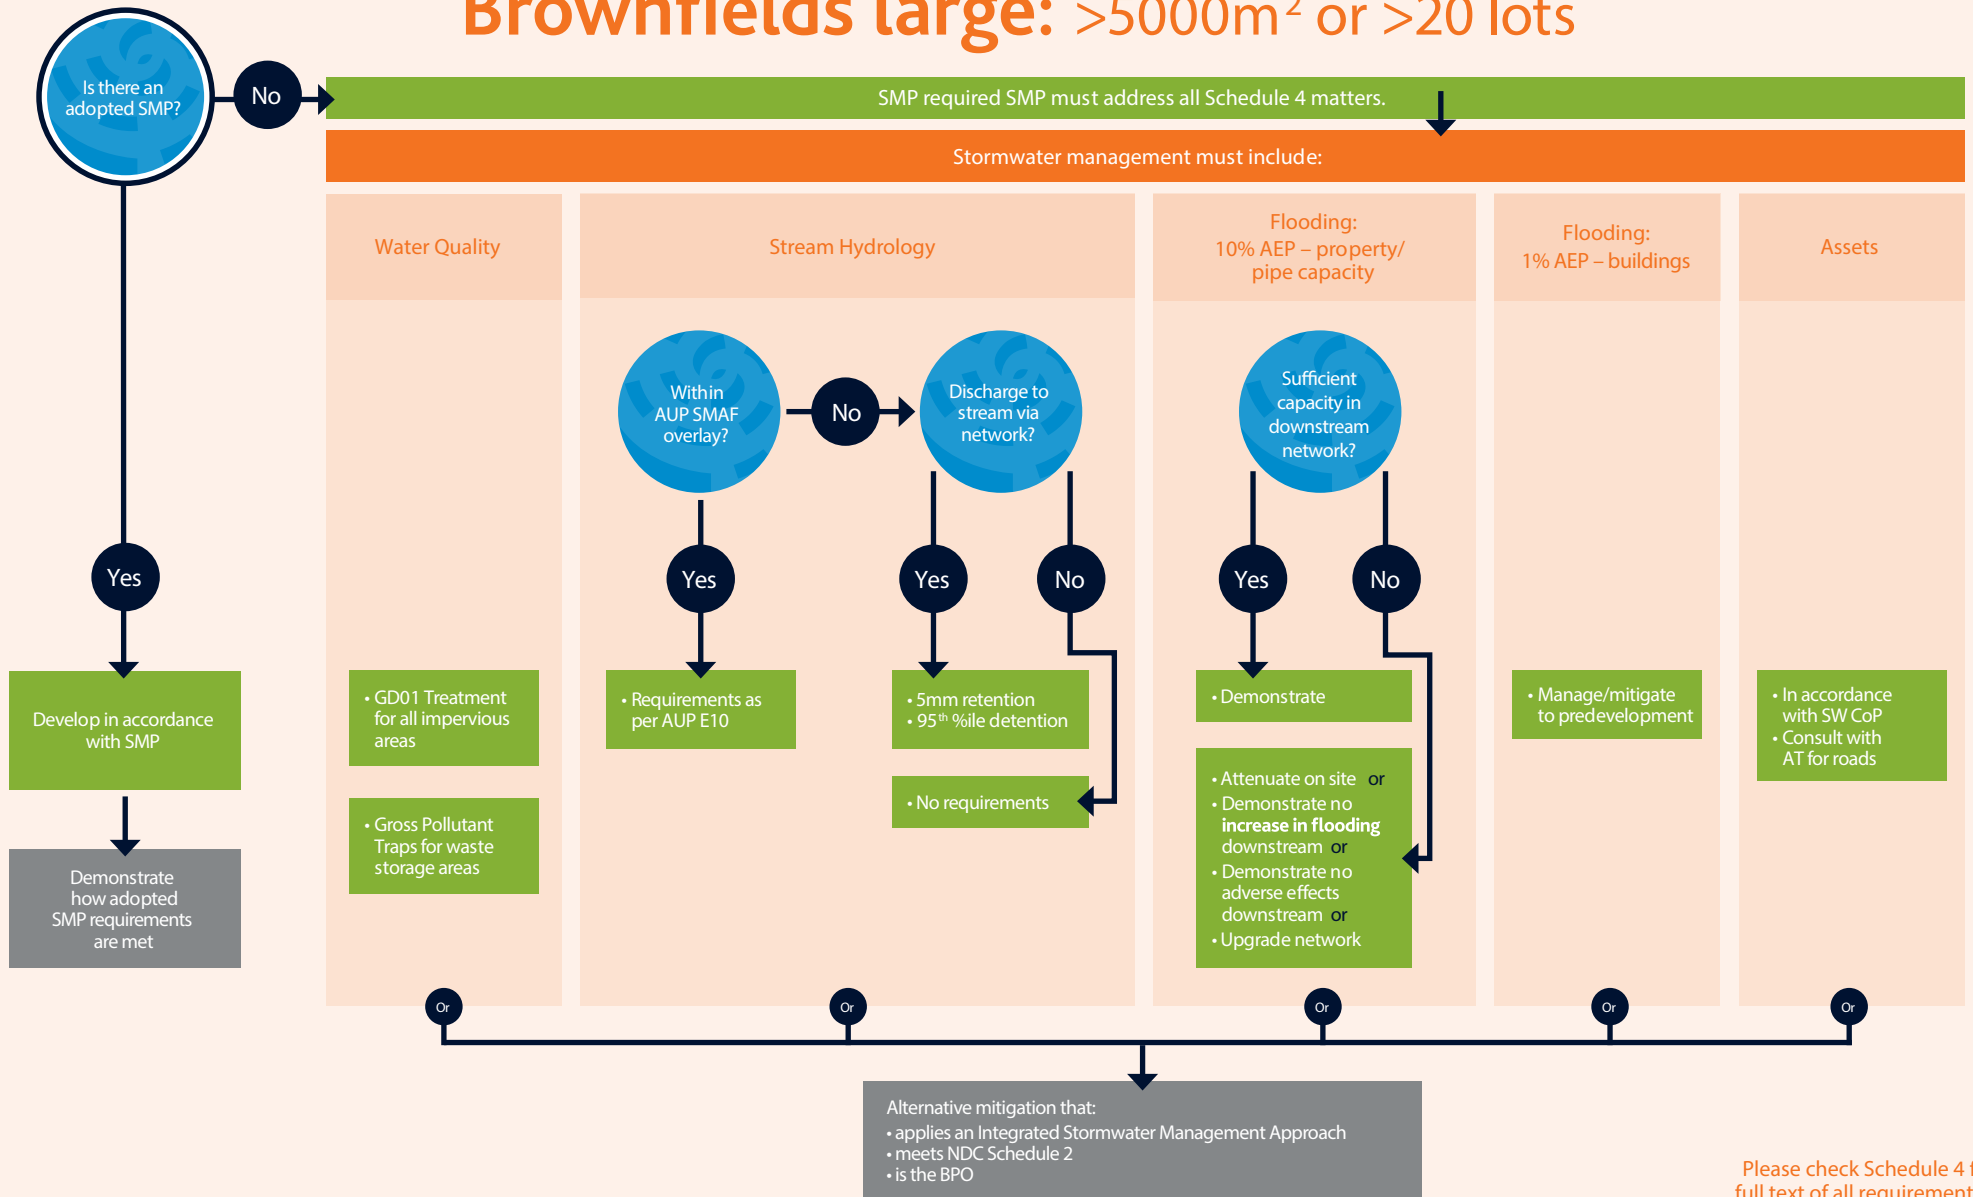 Brownfields large: >5000m² or >20 lots
Is there an
adopted SMP?
No
SMP required SMP must address all Schedule 4 matters.
Stormwater management must include:
Yes
Develop in accordance
with SMP
Demonstrate
how adopted
SMP requirements
are met
Water Quality
• GD01 Treatment
for all impervious
areas
• Gross Pollutant
Traps for waste
storage areas
Stream Hydrology
Within
AUP SMAF
overlay?
No
Discharge to
stream via
network?
Yes
Yes
No
• Requirements as
per AUP E10
• 5mm retention
• 95th %ile detention
• No requirements
Flooding:
10% AEP – property/
pipe capacity
Sufficient
capacity in
downstream
network?
Yes
No
• Demonstrate
• Attenuate on site or
• Demonstrate no
increase in flooding
downstream or
• Demonstrate no
adverse effects
downstream or
• Upgrade network
Flooding:
1% AEP – buildings
• Manage/mitigate
to predevelopment
Assets
• In accordance
with SW CoP
• Consult with
AT for roads
Or
Or
Or
Or
Or
Alternative mitigation that:
• applies an Integrated Stormwater Management Approach
• meets NDC Schedule 2
• is the BPO
Please check Schedule 4
full text of all requirement